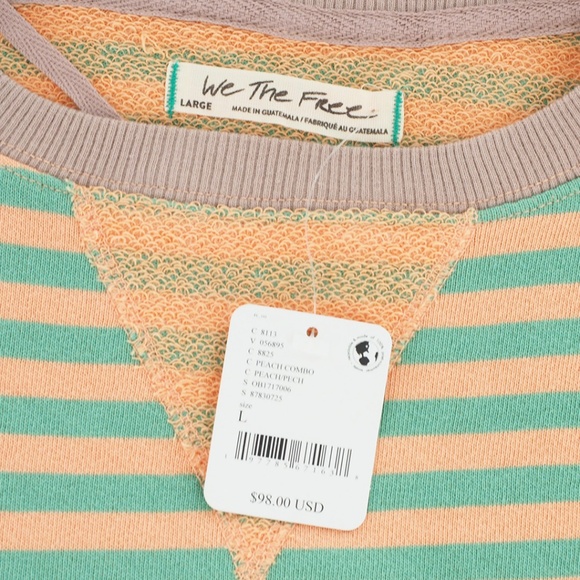 We The Free
LARGE
MADE IN GUATEMALA / FABRIQUÉ AU GUATEMALA
C 8113
V 056895
C 8825
C PEACH COMBO
C PEACH PECH
S OB1717006
S 87830725
size
L
$98.00 USD